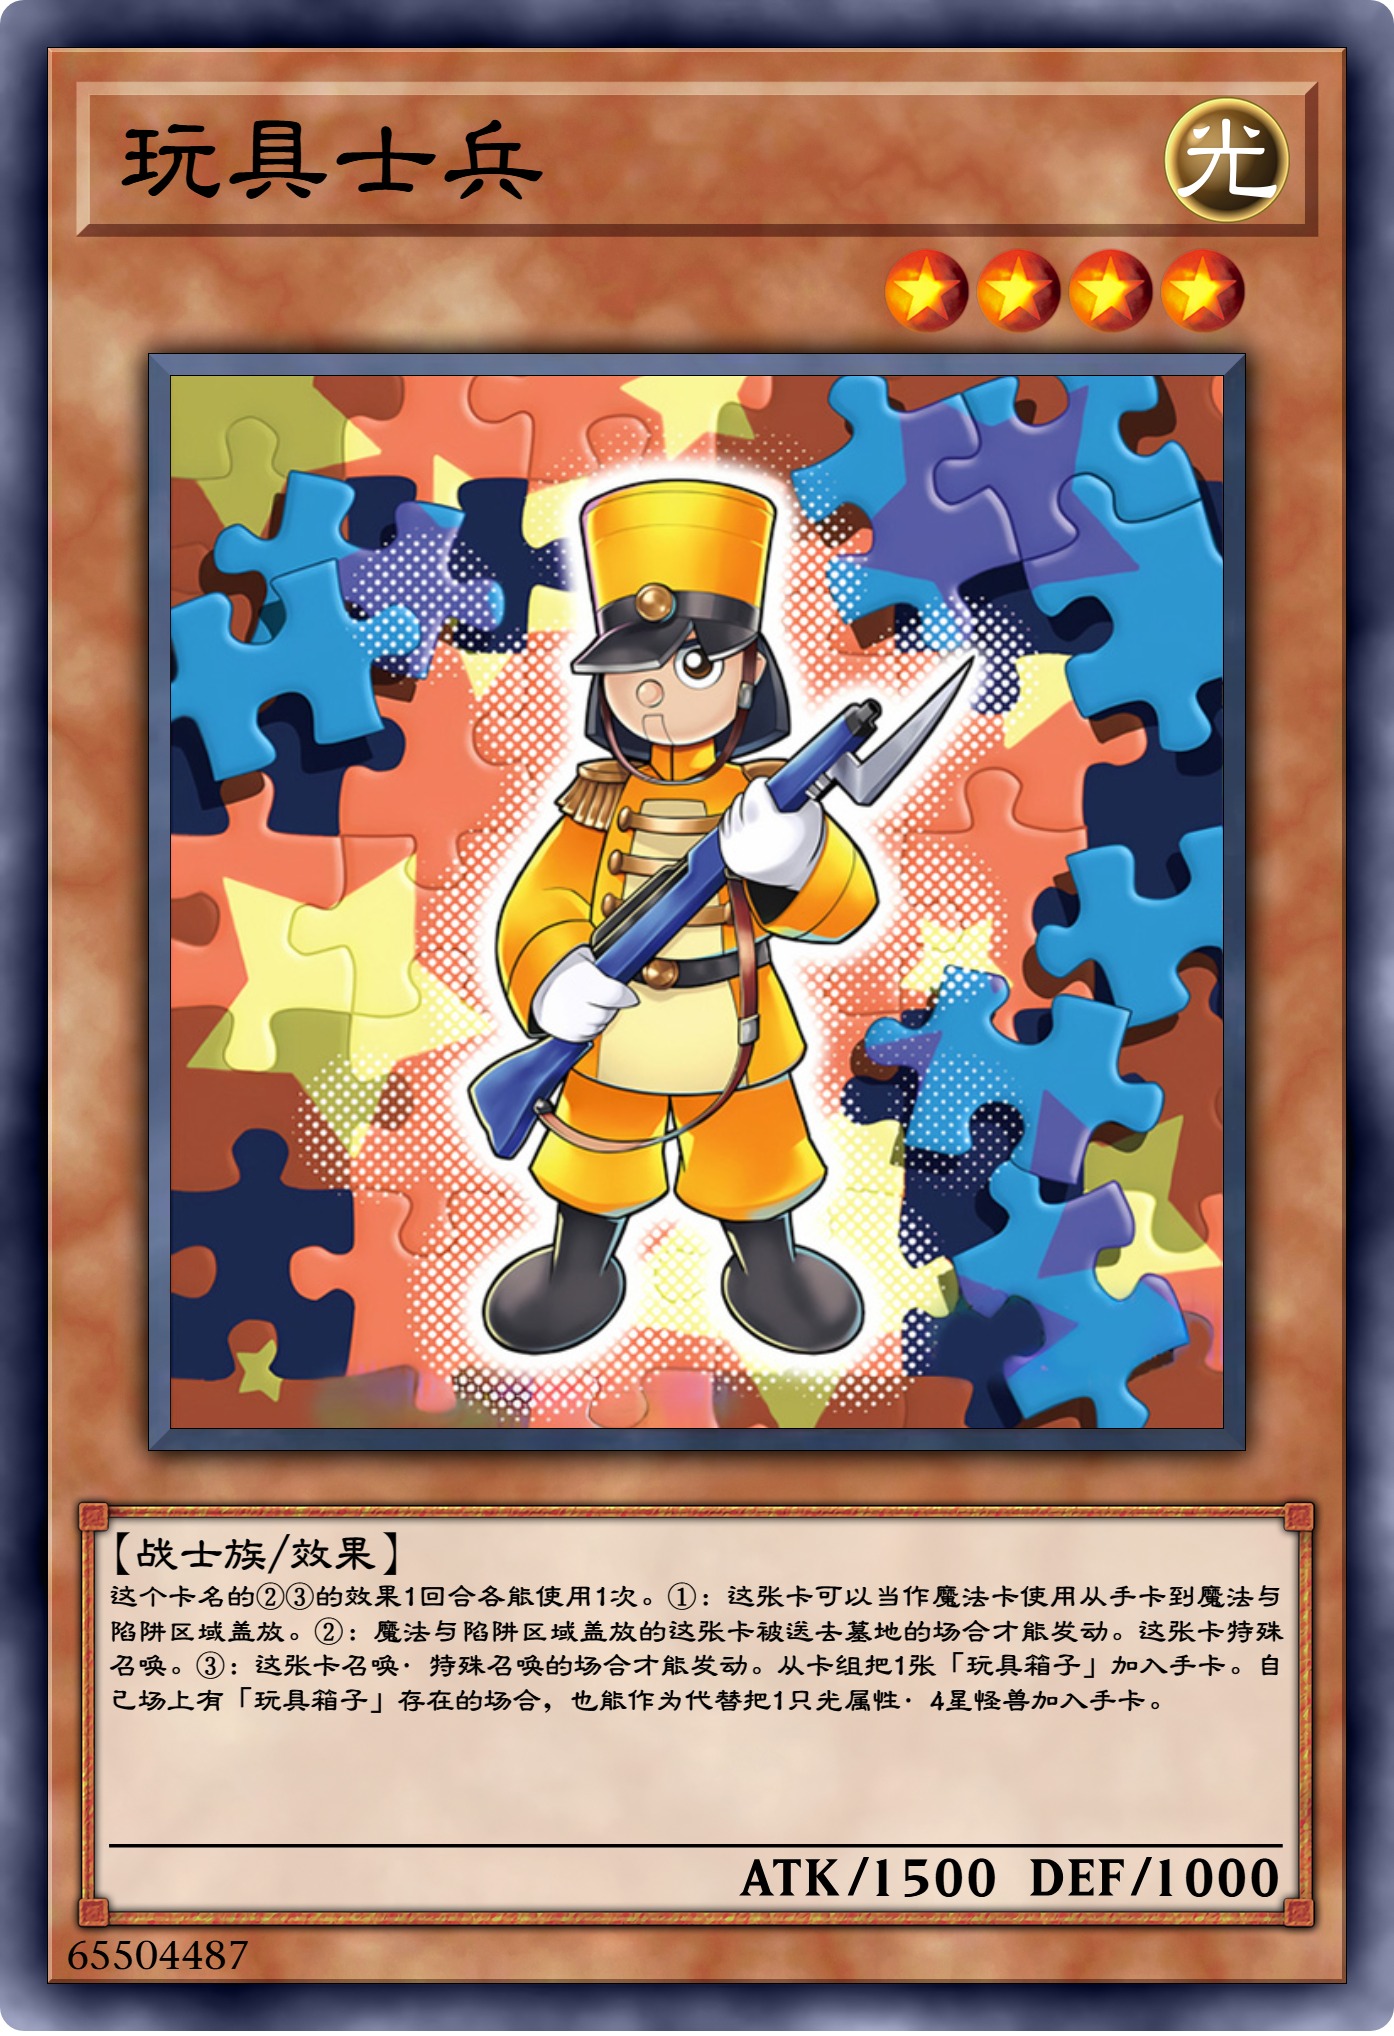 玩具士兵
光
【战士族/效果】
这个卡名的②③的效果1回合各能使用1次。①：这张卡可以当作魔法卡使用从手卡到魔法与
陷阱区域盖放。②：魔法与陷阱区域盖放的这张卡被送去墓地的场合才能发动。这张卡特殊
召唤。③：这张卡召唤·特殊召唤的场合才能发动。从卡组把1张「玩具箱子」加入手卡。自
己场上有「玩具箱子」存在的场合，也能作为代替把1只光属性·4星怪兽加入手卡。
ATK/1500 DEF/1000
65504487